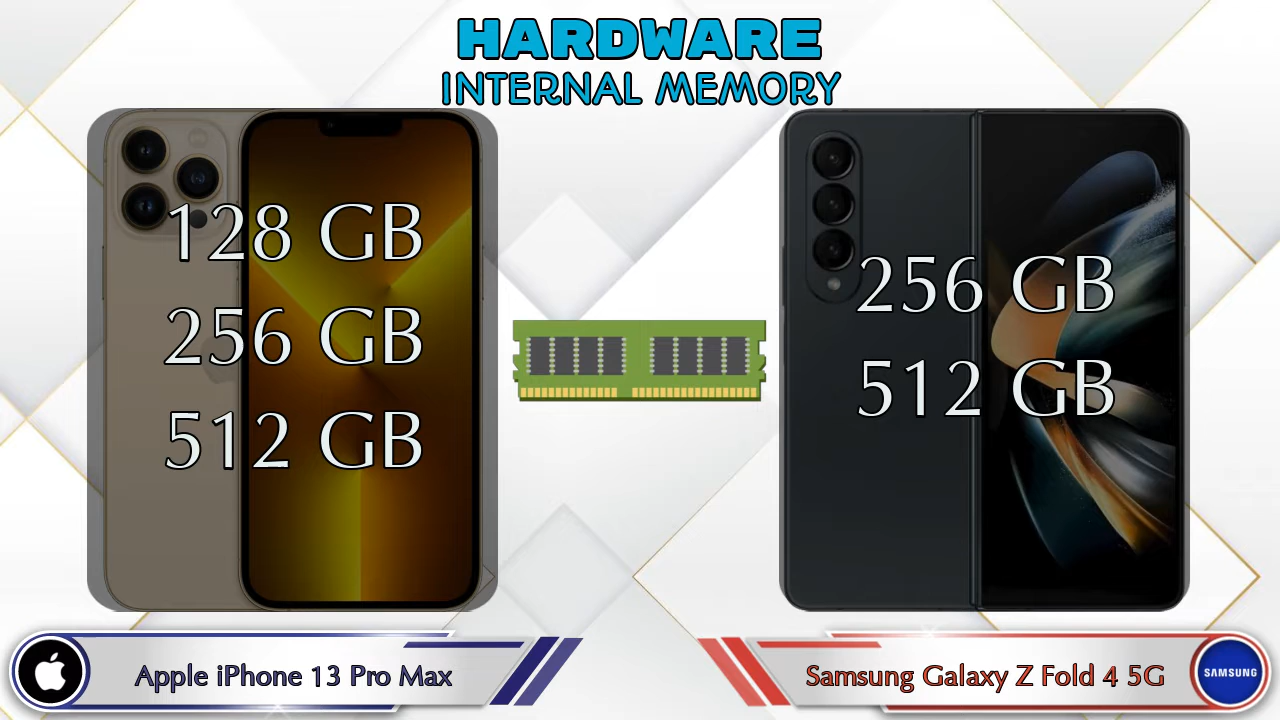 HARDWARE
INTERNAL MEMORY
128 GB
256 GB
512 GB
256 GB
512 GB
Apple iPhone 13 Pro Max
Samsung Galaxy Z Fold 4 5G
SAMSUNG